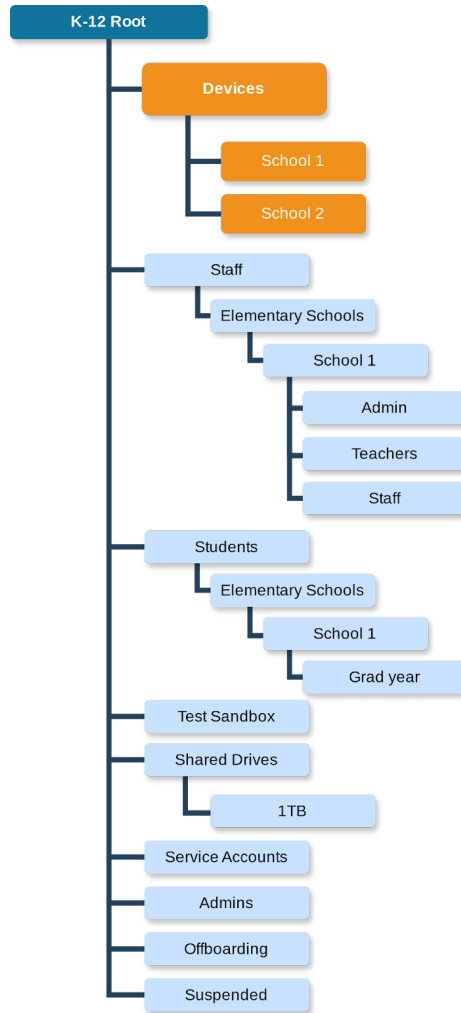 K-12 Root
Devices
School 1
School 2
Staff
Elementary Schools
School 1
Admin
Teachers
Staff
Students
Elementary Schools
School 1
Grad year
Test Sandbox
Shared Drives
1TB
Service Accounts
Admins
Offboarding
Suspended